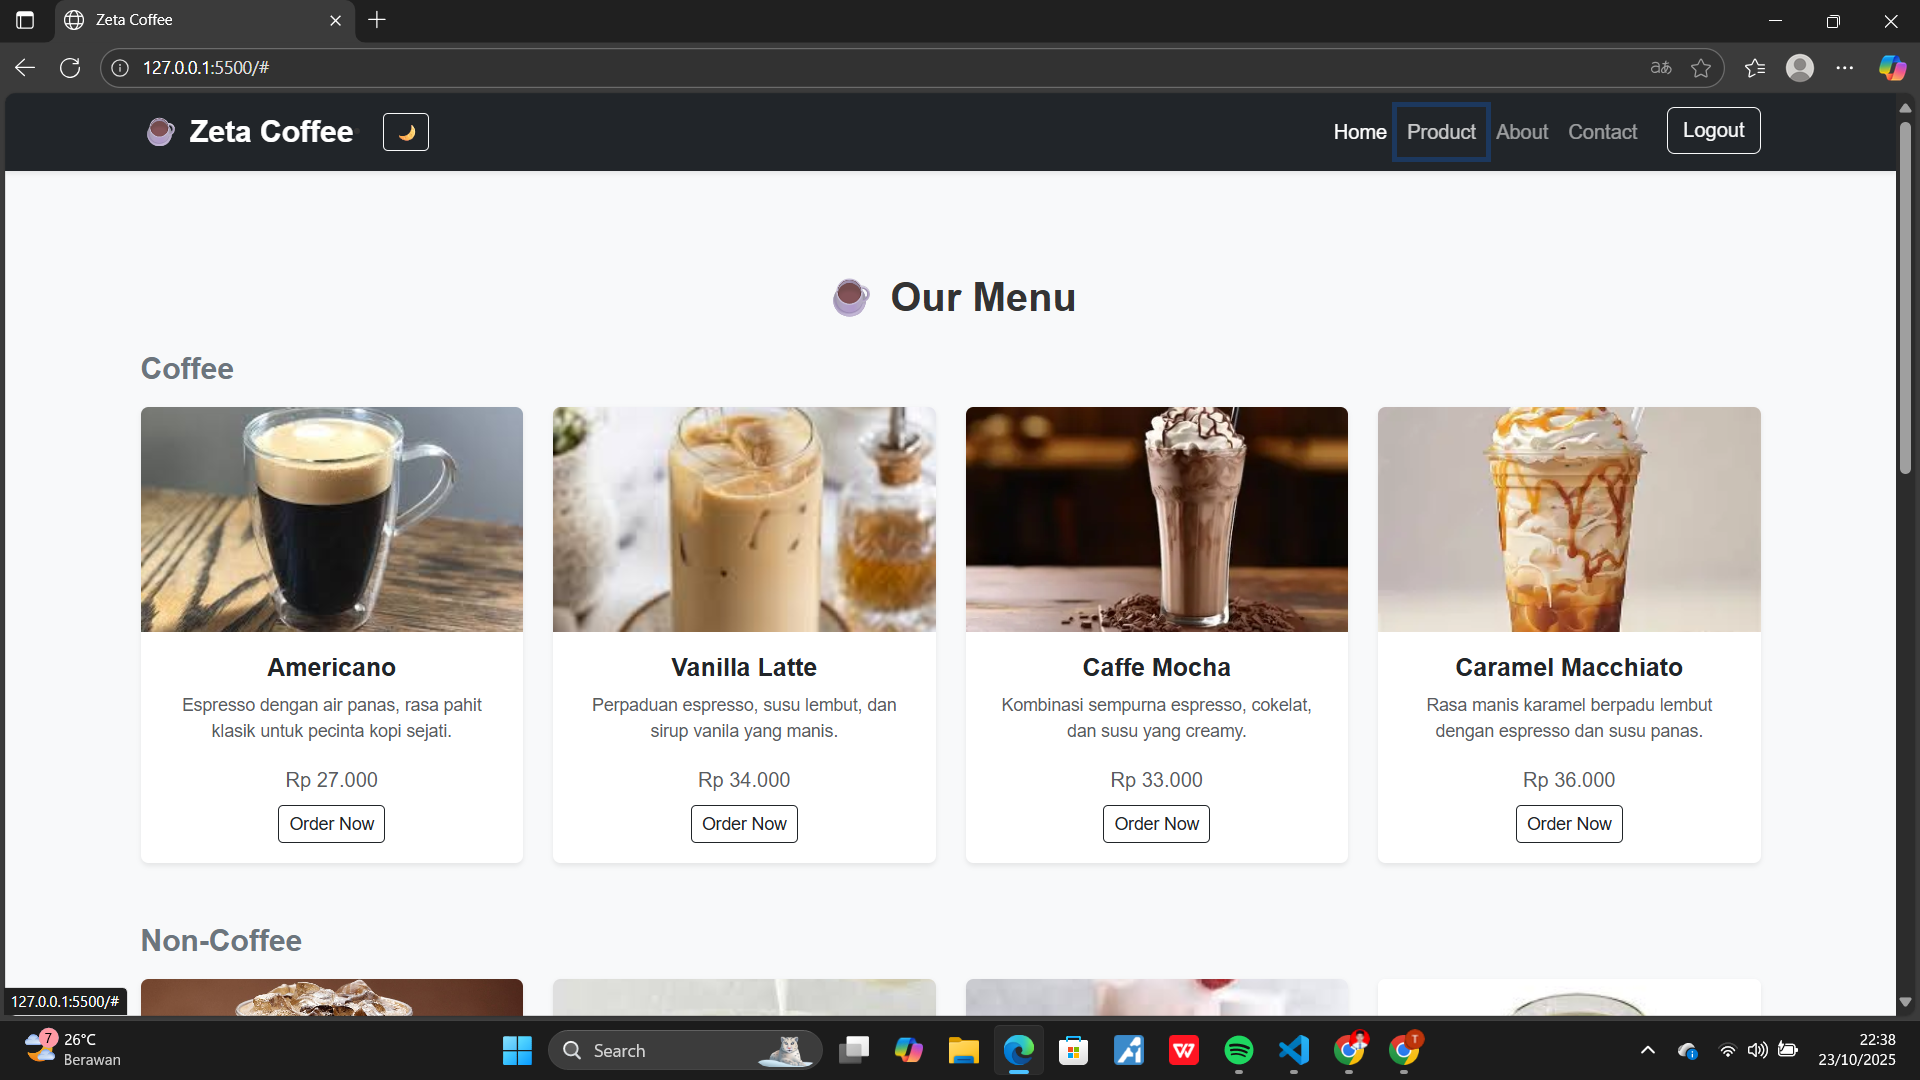 Zeta Coffee
127.0.0.1:5500/#
Zeta Coffee
Home Product About Contact Logout
Our Menu
Coffee
Americano
Espresso dengan air panas, rasa pahit
klasik untuk pecinta kopi sejati.
Rp 27.000
Order Now
Vanilla Latte
Perpaduan espresso, susu lembut, dan
sirup vanila yang manis.
Rp 34.000
Order Now
Caffe Mocha
Kombinasi sempurna espresso, cokelat,
dan susu yang creamy.
Rp 33.000
Order Now
Caramel Macchiato
Rasa manis karamel berpadu lembut
dengan espresso dan susu panas.
Rp 36.000
Order Now
Non-Coffee
127.0.0.1:5500/#
7
26°C
Berawan
Search
T
22:38
23/10/2025